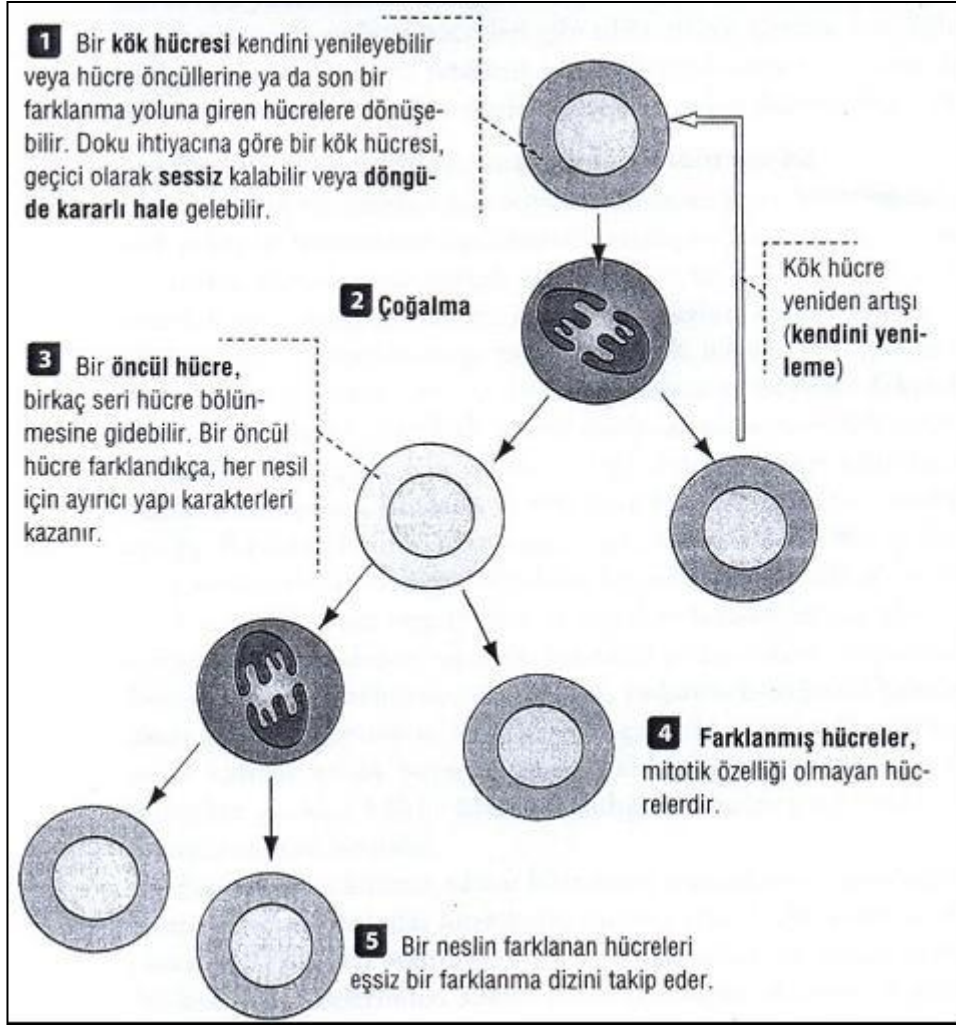 1 Bir kök hücresi kendini yenileyebilir
veya hücre öncüllerine ya da son bir
farklanma yoluna giren hücrelere dönüşe-
bilir. Doku ihtiyacına göre bir kök hücresi,
geçici olarak sessiz kalabilir veya döngü-
de kararlı hale gelebilir.
2 Çoğalma
Kök hücre
yeniden artışı
(kendini yeni-
leme)
3 Bir öncül hücre,
birkaç seri hücre bölün-
mesine gidebilir. Bir öncül
hücre farklandıkça, her nesil
için ayırıcı yapı karakterleri
kazanır.
4 Farklanmış hücreler,
mitotik özelliği olmayan hüc-
relerdir.
5 Bir neslin farklanan hücreleri
eşsiz bir farklanma dizini takip eder.